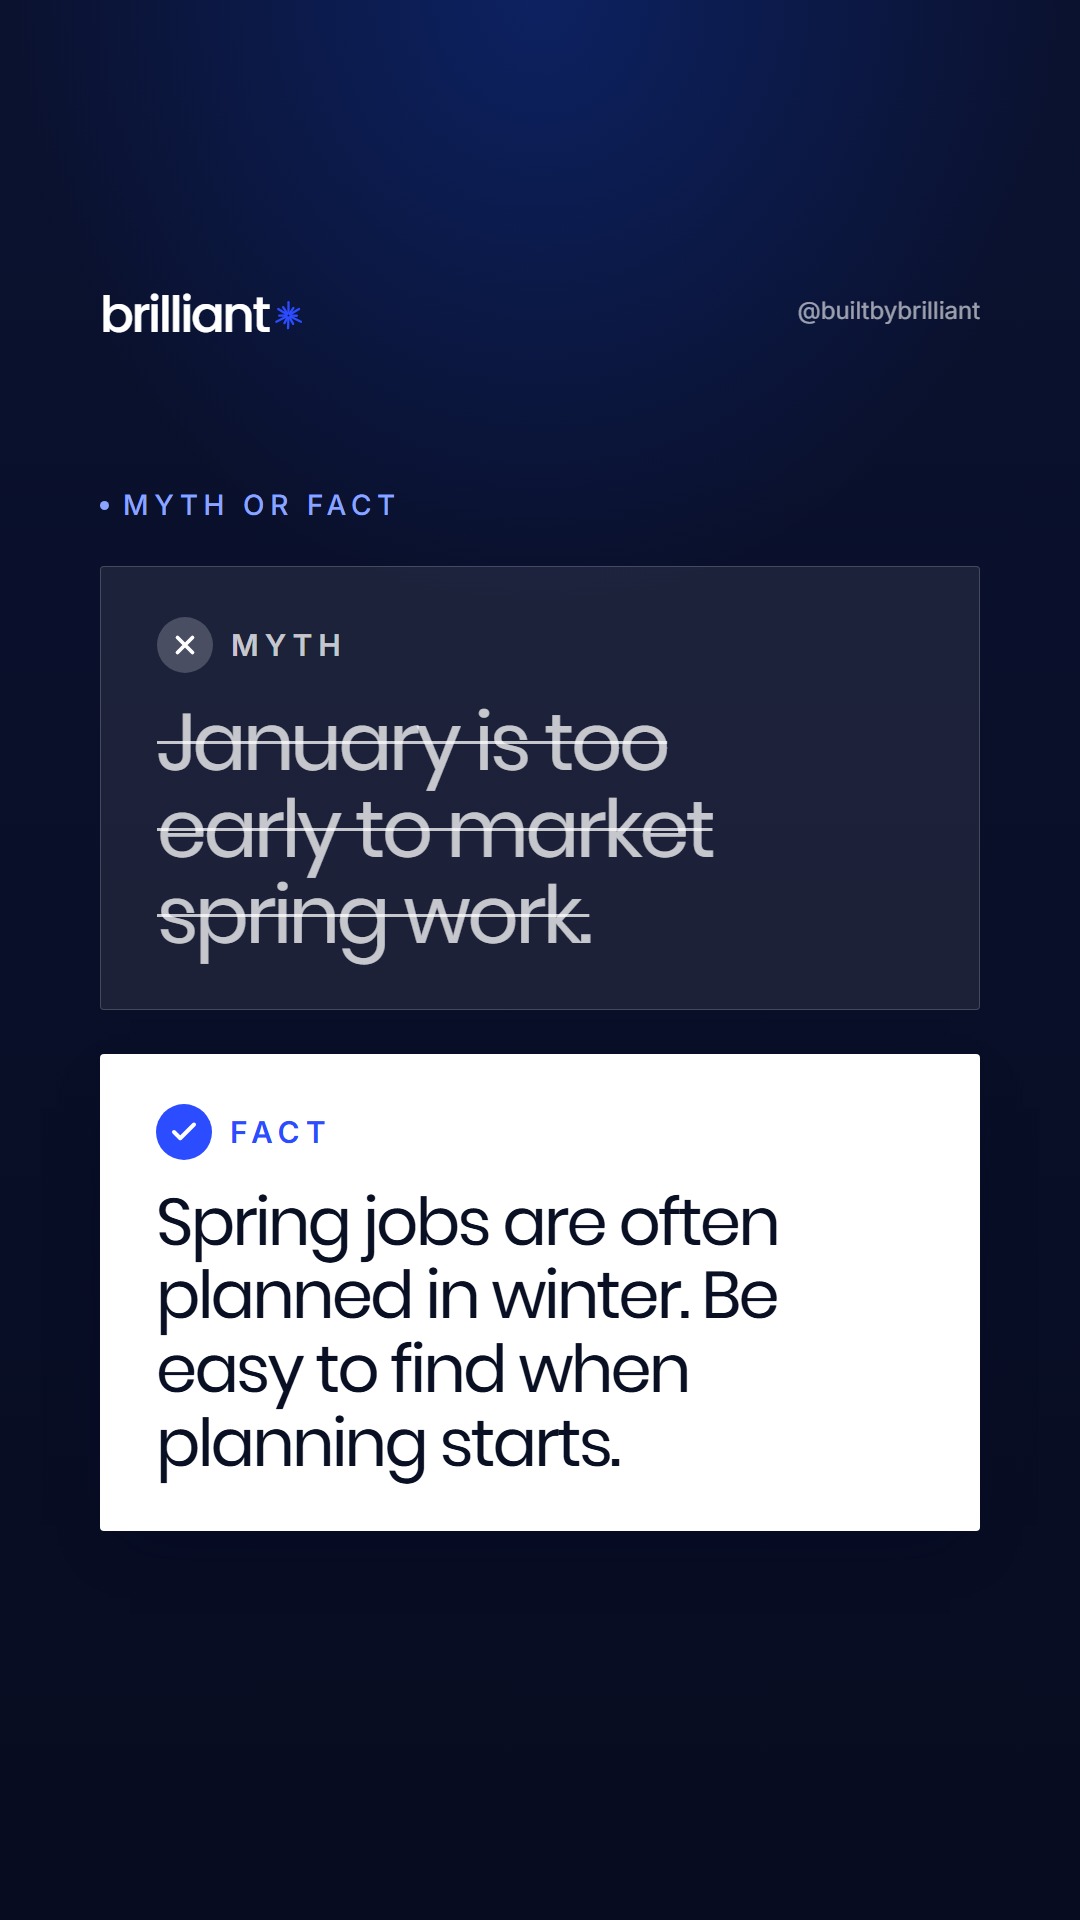 brilliant
@builtbybrilliant
MYTH OR FACT
MYTH
January is too
early to market
spring work.
FACT
Spring jobs are often
planned in winter. Be
easy to find when
planning starts.